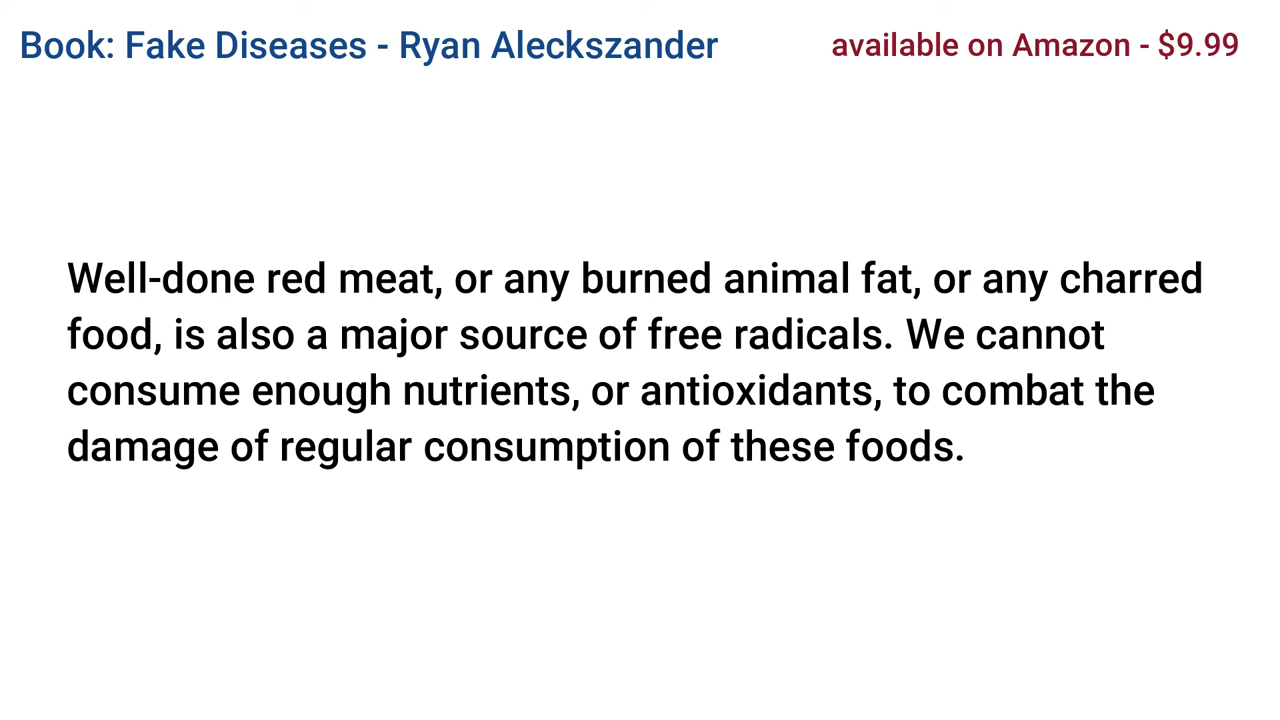 Book: Fake Diseases - Ryan Aleckszander
available on Amazon - $9.99
Well-done red meat, or any burned animal fat, or any charred
food, is also a major source of free radicals. We cannot
consume enough nutrients, or antioxidants, to combat the
damage of regular consumption of these foods.